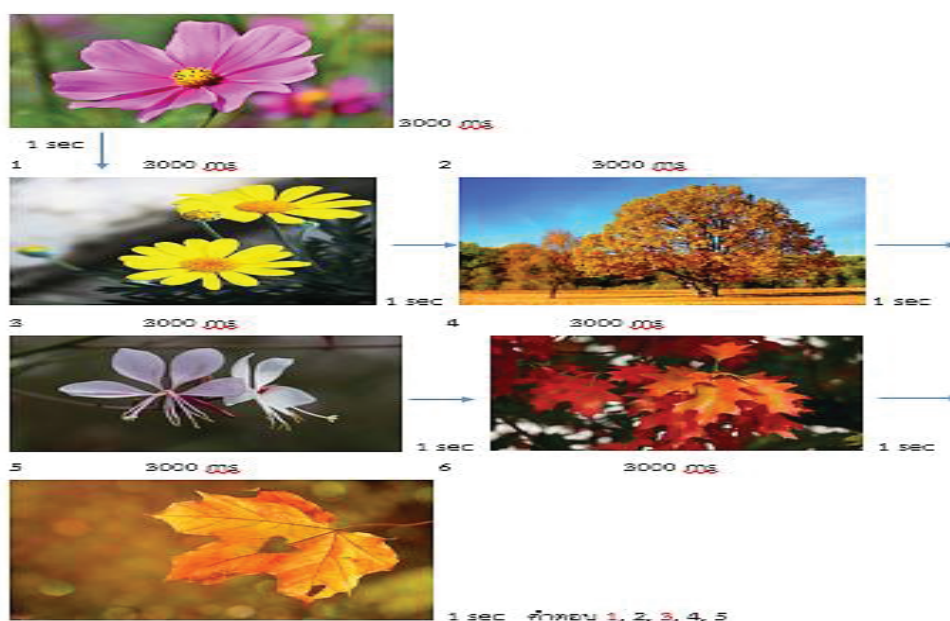 3000 ms
1 sec
1 3000 ms 2 3000 ms
1 sec 1 sec
3 3000 ms 4 3000 ms
1 sec 1 sec
5 3000 ms 6 3000 ms
1 sec คำตอบ 1, 2, 3, 4, 5